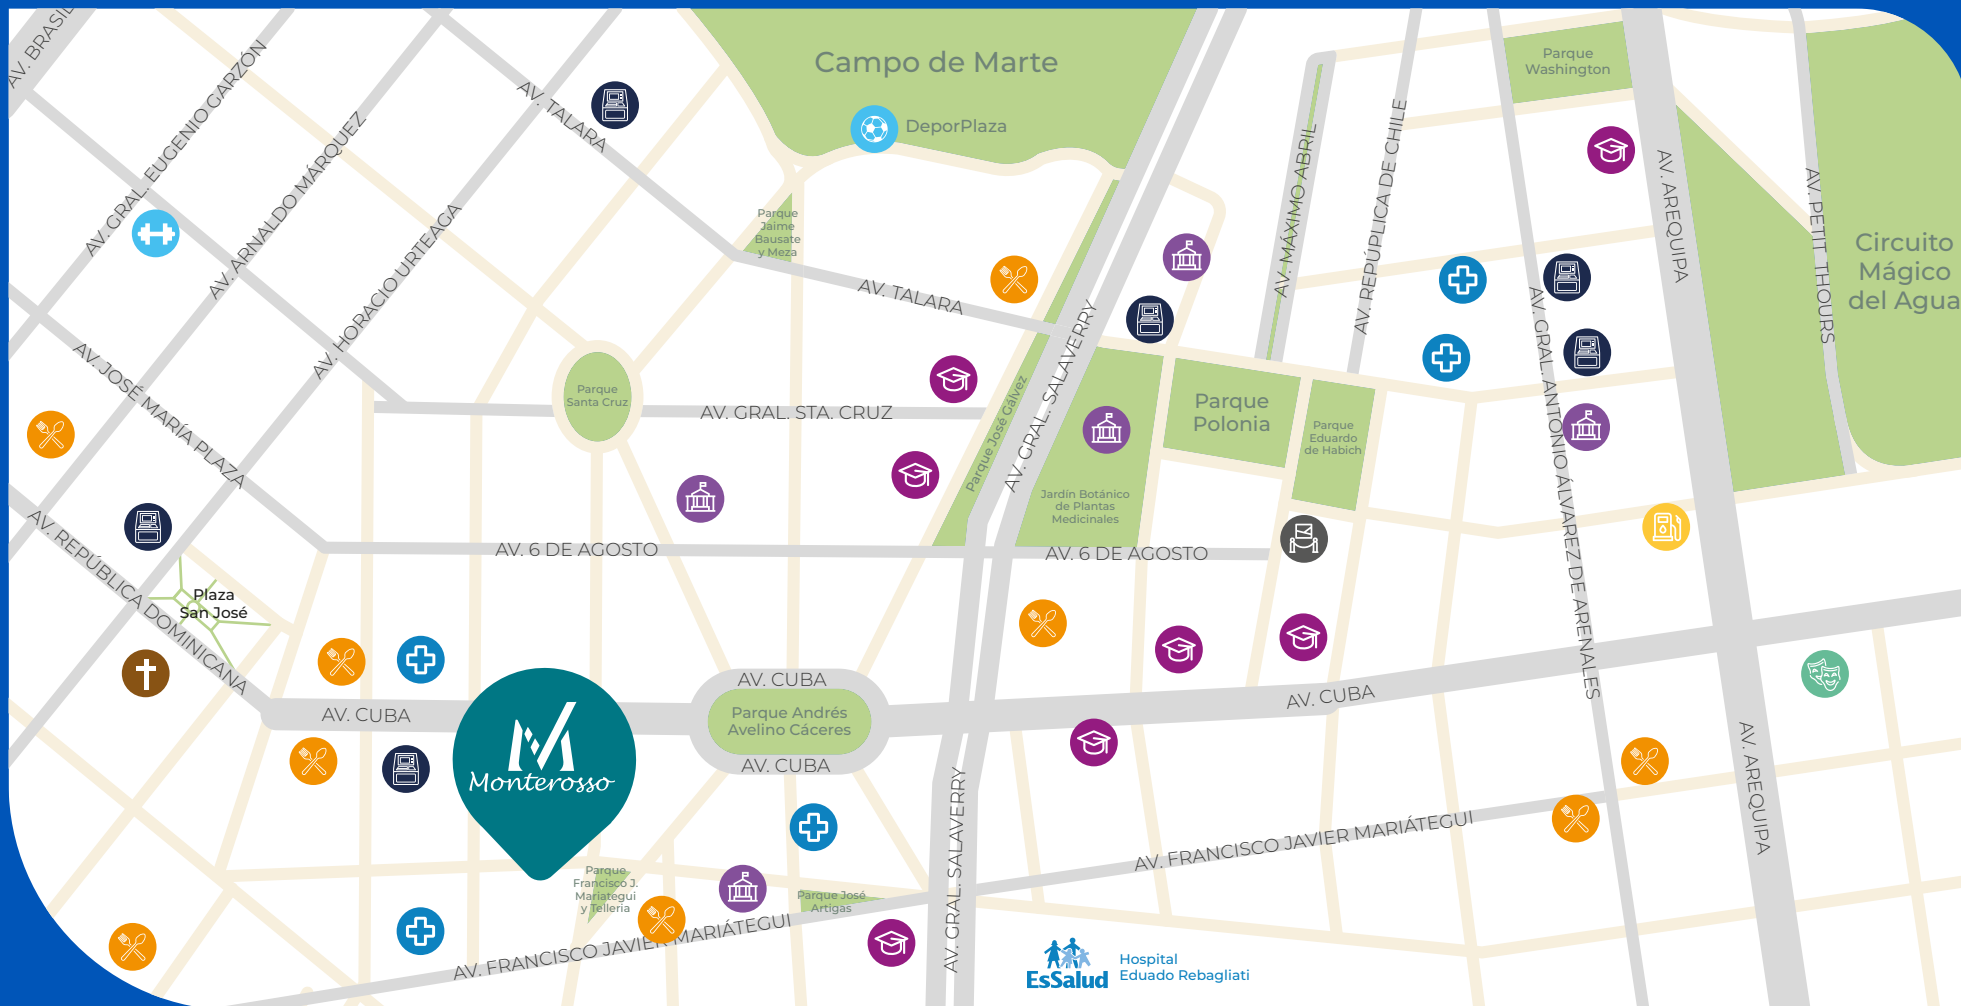 AV. BRASIL
AV. GRAL. EUGENIO GARZÓN
AV. ARNALDO MÁRQUEZ
AV. HORACIO URTEAGA
AV. TALARA
Campo de Marte
DeporPlaza
Parque
Jaime
Bausate
y Meza
AV. TALARA
AV. MÁXIMO ABRIL
AV. REPÚPLICA DE CHILE
Parque
Washington
AV. AREQUIPA
AV. PETIT THOURS
Circuito
Mágico
del Agua
AV. JOSÉ MARÍA PLAZA
Parque
Santa Cruz
AV. GRAL. STA. CRUZ
Parque José Gálvez
AV. GRAL. SALAVERRY
Parque
Polonia
Parque
Eduardo
de Habich
Jardín Botánico
de Plantas
Medicinales
AV. GRAL. ANTONIO ÁLVAREZ DE ARENALES
AV. 6 DE AGOSTO
AV. 6 DE AGOSTO
AV. REPÚBLICA DOMINICANA
Plaza
San José
AV. CUBA
AV. CUBA
Parque Andrés
Avelino Cáceres
AV. CUBA
AV. CUBA
Monterosso
AV. AREQUIPA
AV. GRAL. SALAVERRY
AV. FRANCISCO JAVIER MARIÁTEGUI
Parque
Francisco J.
Mariategui
y Telleria
Parque José
Artigas
AV. FRANCISCO JAVIER MARIÁTEGUI
EsSalud
Hospital
Eduado Rebagliati